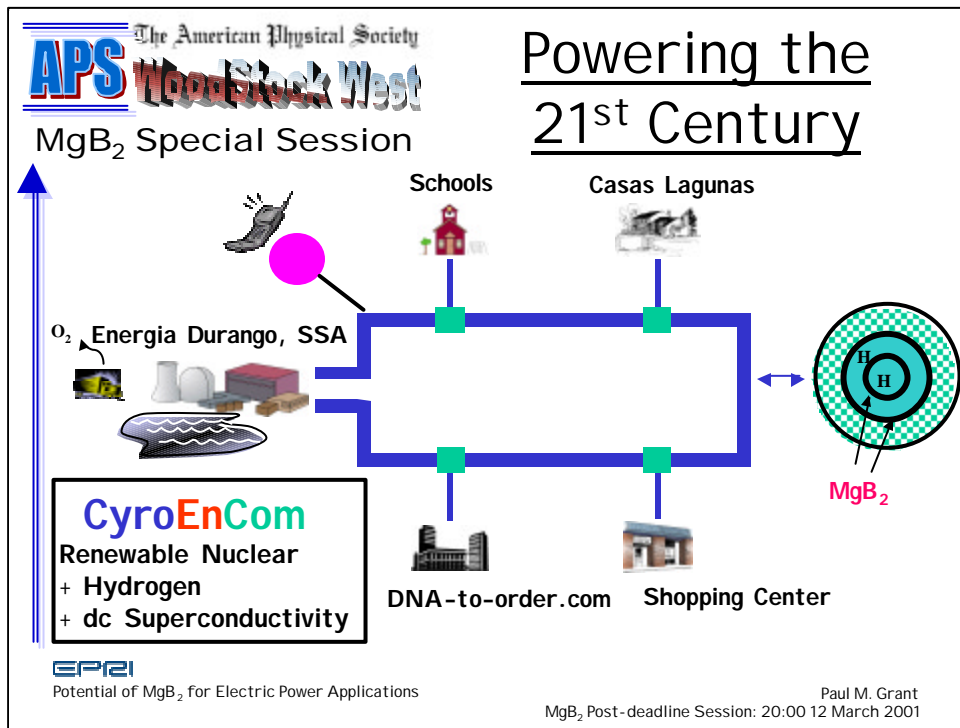 APS
The American Physical Society
WoodStock West
MgB₂ Special Session
Powering the
21st Century
Schools
Casas Lagunas
O₂
Energia Durango, SSA
H
H
MgB₂
CyroEnCom
Renewable Nuclear
+ Hydrogen
+ dc Superconductivity
DNA-to-order.com
Shopping Center
EPRI
Potential of MgB₂ for Electric Power Applications
Paul M. Grant
MgB₂ Post-deadline Session: 20:00 12 March 2001